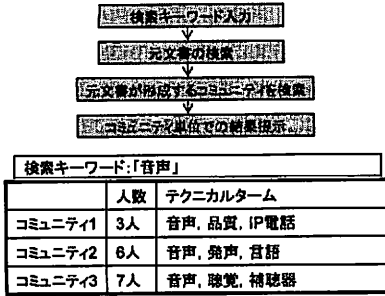 検索キーワード入力
元文書の検索
元文書が形成するコミュニティを検索
コミュニティ単位での結果提示
検索キーワード:「音声」
人数 テクニカルターム
コミュニティ1 3人 音声, 品質, IP電話
コミュニティ2 6人 音声, 発声, 言語
コミュニティ3 7人 音声, 聴覚, 補聴器